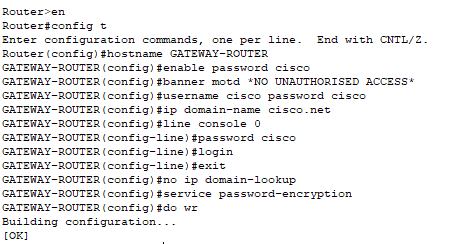 Router>en
Router#config t
Enter configuration commands, one per line.  End with CNTL/Z.
Router(config)#hostname GATEWAY-ROUTER
GATEWAY-ROUTER(config)#enable password cisco
GATEWAY-ROUTER(config)#banner motd *NO UNAUTHORISED ACCESS*
GATEWAY-ROUTER(config)#username cisco password cisco
GATEWAY-ROUTER(config)#ip domain-name cisco.net
GATEWAY-ROUTER(config)#line console 0
GATEWAY-ROUTER(config-line)#password cisco
GATEWAY-ROUTER(config-line)#login
GATEWAY-ROUTER(config-line)#exit
GATEWAY-ROUTER(config)#no ip domain-lookup
GATEWAY-ROUTER(config)#service password-encryption
GATEWAY-ROUTER(config)#do wr
Building configuration...
[OK]